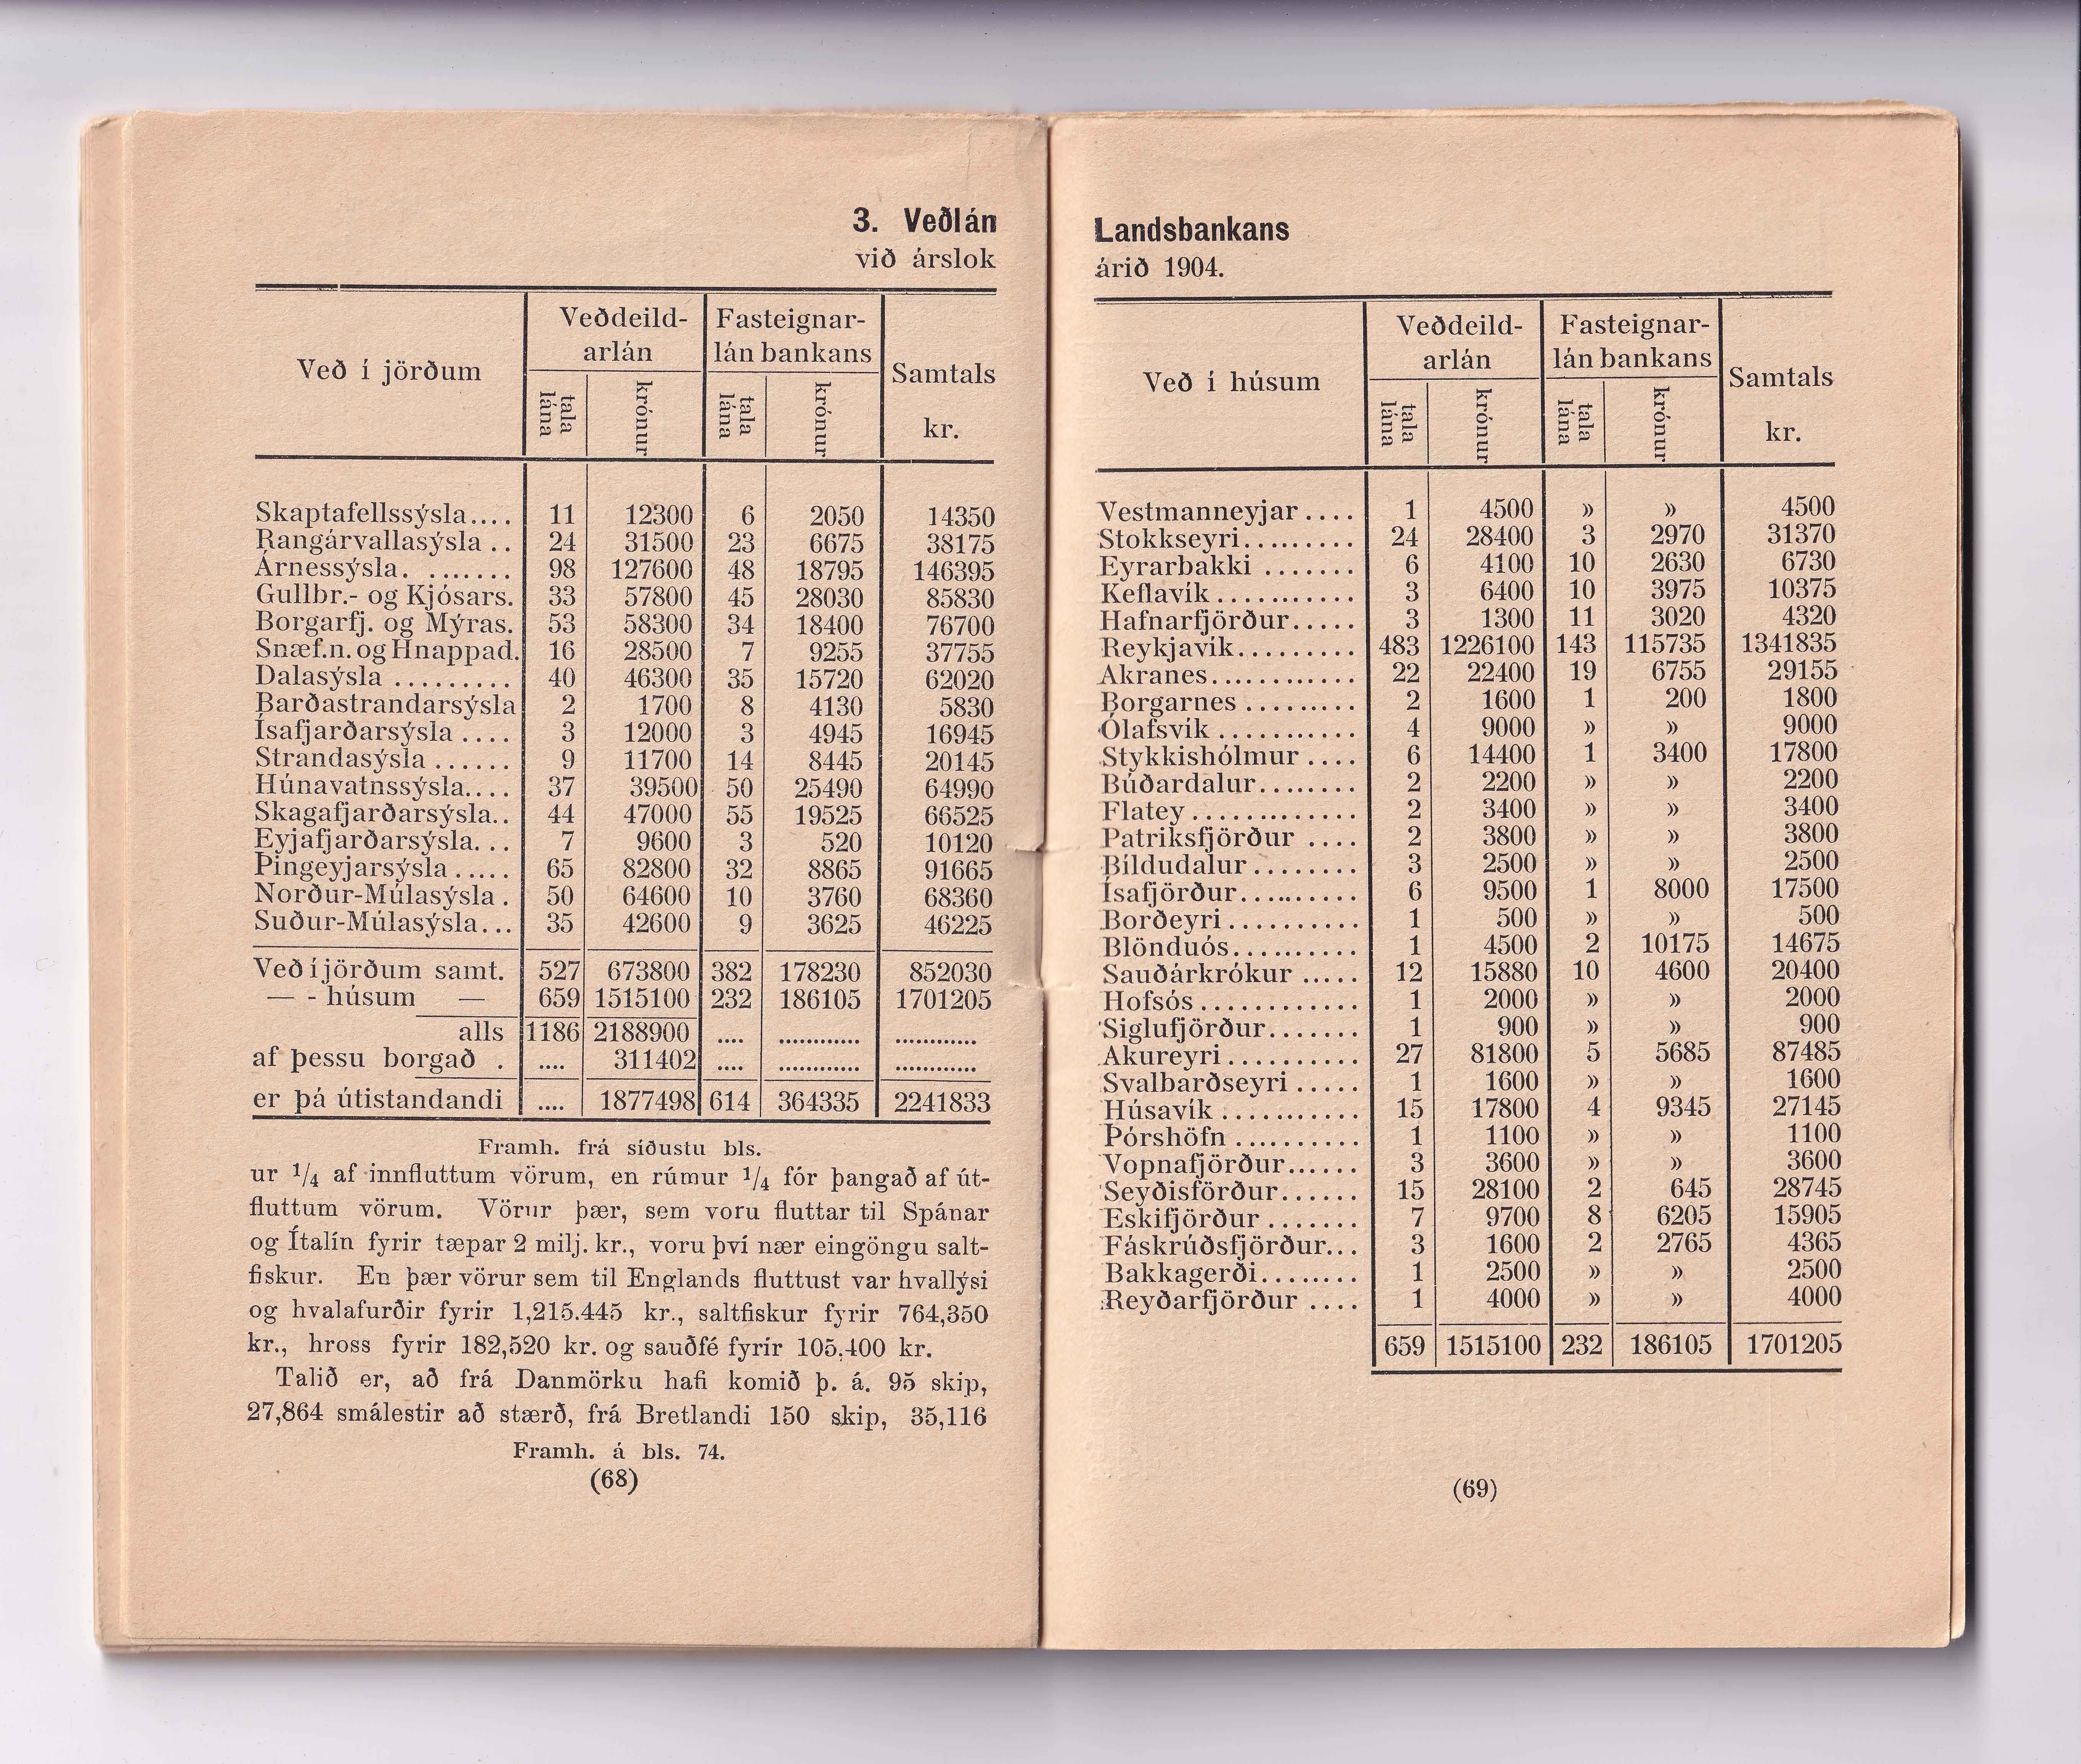 3. Veðlán
við árslok
Veð í jörðum
Veðdeild-
arlán
Fasteignar-
lán bankans
Samtals
kr.
tala
lána
krónur
tala
lána
krónur
Skaptafellssýsla.... 11 12300 6 2050 14350
Rangárvallasýsla .. 24 31500 23 6675 38175
Árnessýsla. ....... 98 127600 48 18795 146395
Gullbr.- og Kjósars. 33 57800 45 28030 85830
Borgarfj. og Mýras. 53 58300 34 18400 76700
Snæf.n. og Hnappad. 16 28500 7 9255 37755
Dalasýsla ......... 40 46300 35 15720 62020
Barðastrandarsýsla 2 1700 8 4130 5830
Ísafjarðarsýsla .... 3 12000 3 4945 16945
Strandasýsla ...... 9 11700 14 8445 20145
Húnavatnssýsla.... 37 39500 50 25490 64990
Skagafjarðarsýsla.. 44 47000 55 19525 66525
Eyjafjarðarsýsla... 7 9600 3 520 10120
Þingeyjarsýsla ..... 65 82800 32 8865 91665
Norður-Múlasýsla . 50 64600 10 3760 68360
Suður-Múlasýsla... 35 42600 9 3625 46225
Veð í jörðum samt. 527 673800 382 178230 852030
— - húsum — 659 1515100 232 186105 1701205
alls 1186 2188900 .... ............ ............
af þessu borgað . .... 311402 .... ............ ............
er þá útistandandi .... 1877498 614 364335 2241833
Framh. frá síðustu bls.
ur 1/4 af innfluttum vörum, en rúmur 1/4 fór þangað af út-
fluttum vörum. Vörur þær, sem voru fluttar til Spánar
og Ítalín fyrir tæpar 2 milj. kr., voru því nær eingöngu salt-
fiskur. En þær vörur sem til Englands fluttust var hvallýsi
og hvalafurðir fyrir 1,215.445 kr., saltfiskur fyrir 764,350
kr., hross fyrir 182,520 kr. og sauðfé fyrir 105,400 kr.
Talið er, að frá Danmörku hafi komið þ. á. 95 skip,
27,864 smálestir að stærð, frá Bretlandi 150 skip, 35,116
Framh. á bls. 74.
(68)
Landsbankans
árið 1904.
Veð í húsum
Veðdeild-
arlán
Fasteignar-
lán bankans
Samtals
kr.
tala
lána
krónur
tala
lána
krónur
Vestmanneyjar .... 1 4500 » » 4500
Stokkseyri......... 24 28400 3 2970 31370
Eyrarbakki ....... 6 4100 10 2630 6730
Keflavík ........... 3 6400 10 3975 10375
Hafnarfjörður..... 3 1300 11 3020 4320
Reykjavík......... 483 1226100 143 115735 1341835
Akranes............ 22 22400 19 6755 29155
Borgarnes ......... 2 1600 1 200 1800
Ólafsvík ........... 4 9000 » » 9000
Stykkishólmur .... 6 14400 1 3400 17800
Búðardalur........ 2 2200 » » 2200
Flatey ............. 2 3400 » » 3400
Patriksfjörður .... 2 3800 » » 3800
Bíldudalur ........ 3 2500 » » 2500
Ísafjörður.......... 6 9500 1 8000 17500
Borðeyri ........... 1 500 » » 500
Blönduós........... 1 4500 2 10175 14675
Sauðárkrókur ..... 12 15880 10 4600 20400
Hofsós ............ 1 2000 » » 2000
Siglufjörður....... 1 900 » » 900
Akureyri .......... 27 81800 5 5685 87485
Svalbarðseyri ..... 1 1600 » » 1600
Húsavík ........... 15 17800 4 9345 27145
Þórshöfn .......... 1 1100 » » 1100
Vopnafjörður...... 3 3600 » » 3600
Seyðisförður...... 15 28100 2 645 28745
Eskifjörður ....... 7 9700 8 6205 15905
Fáskrúðsfjörður... 3 1600 2 2765 4365
Bakkagerði........ 1 2500 » » 2500
Reyðarfjörður .... 1 4000 » » 4000
659 1515100 232 186105 1701205
(69)